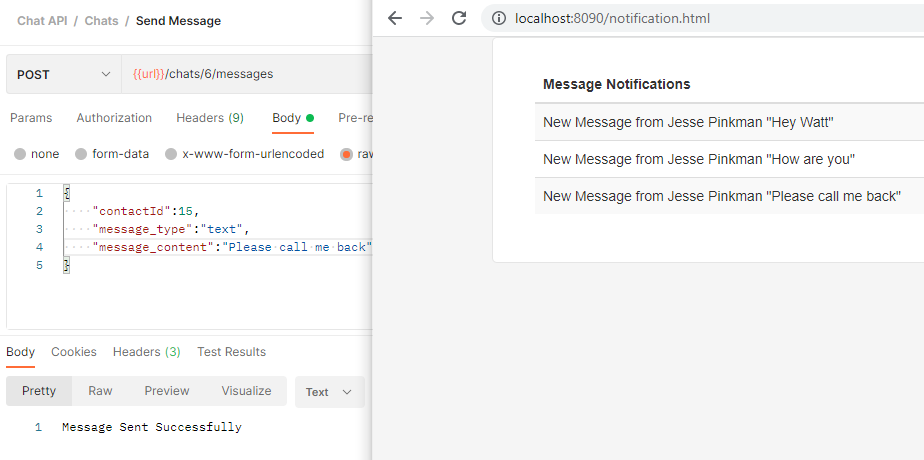 Chat API / Chats / Send Message
POST
{{url}}/chats/6/messages
Params Authorization Headers (9) Body Pre-re
none form-data x-www-form-urlencoded raw
1 {
2 "contactId":15,
3 "message_type":"text",
4 "message_content":"Please call me back"
5 }
Body Cookies Headers (3) Test Results
Pretty Raw Preview Visualize Text
1 Message Sent Successfully
localhost:8090/notification.html
Message Notifications
New Message from Jesse Pinkman "Hey Watt"
New Message from Jesse Pinkman "How are you"
New Message from Jesse Pinkman "Please call me back"